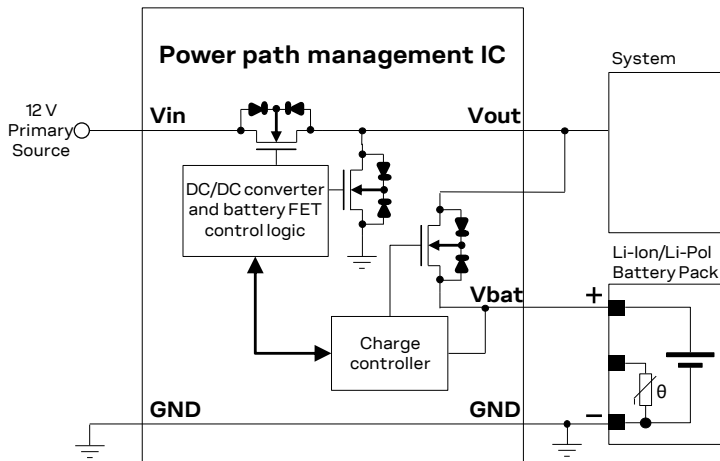 Power path management IC
System
12 V
Primary
Source
Vin
Vout
DC/DC converter
and battery FET
control logic
Li-Ion/Li-Pol
Battery Pack
Vbat
+
Charge
controller
θ
GND
GND
−